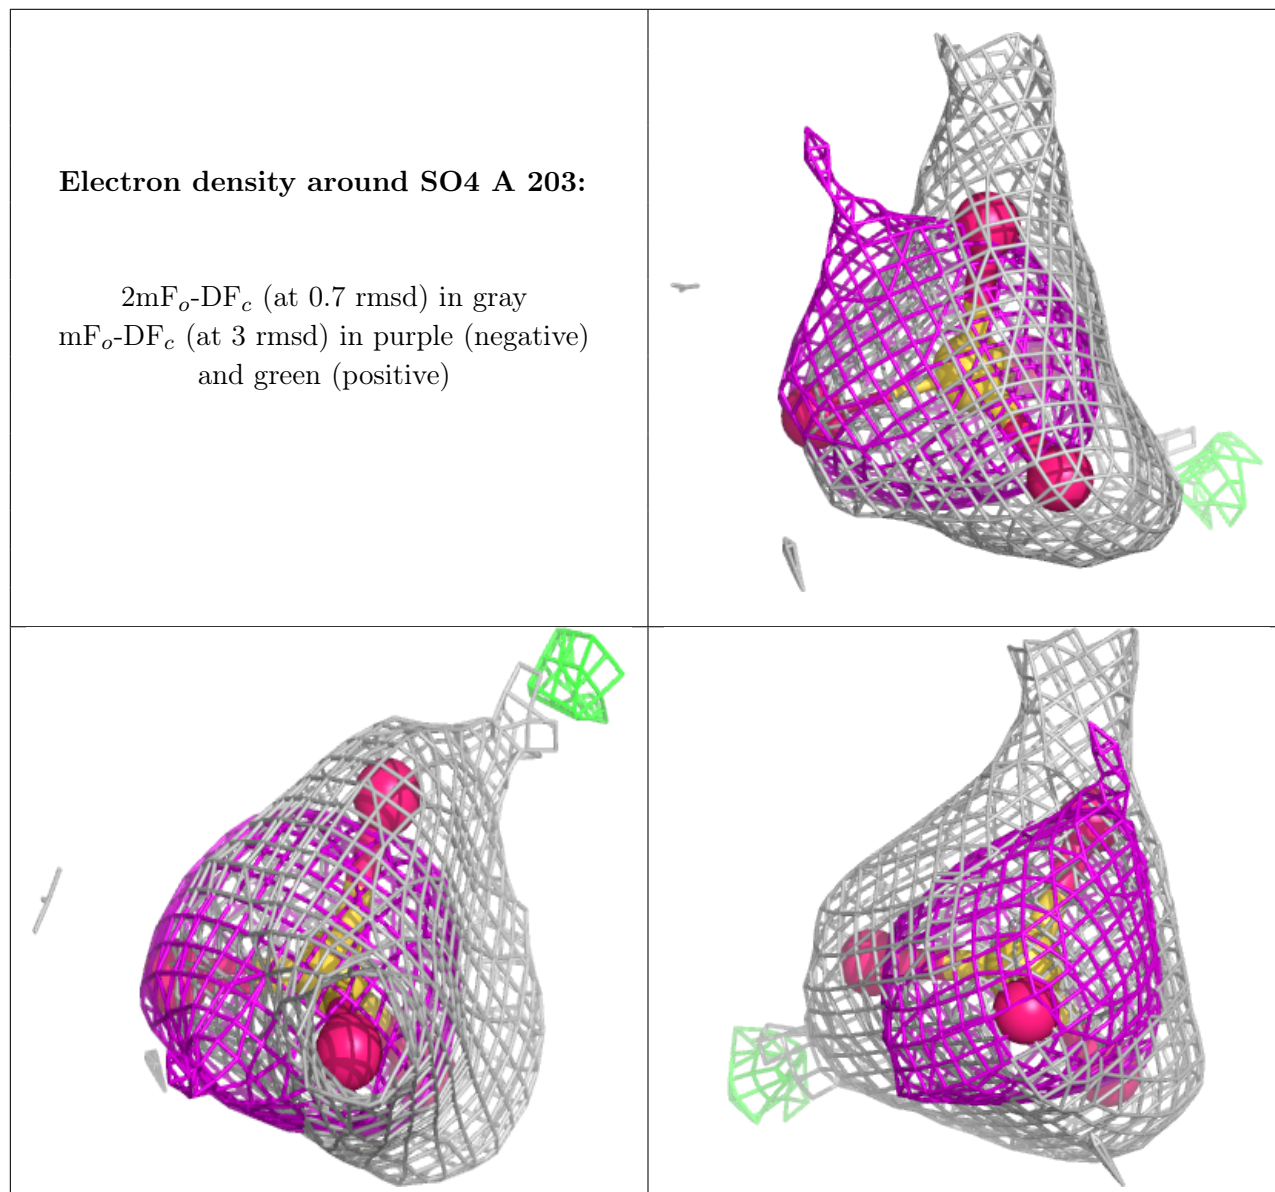 Electron density around SO4 A 203:
2mFo-DFc (at 0.7 rmsd) in gray
mFo-DFc (at 3 rmsd) in purple (negative)
and green (positive)